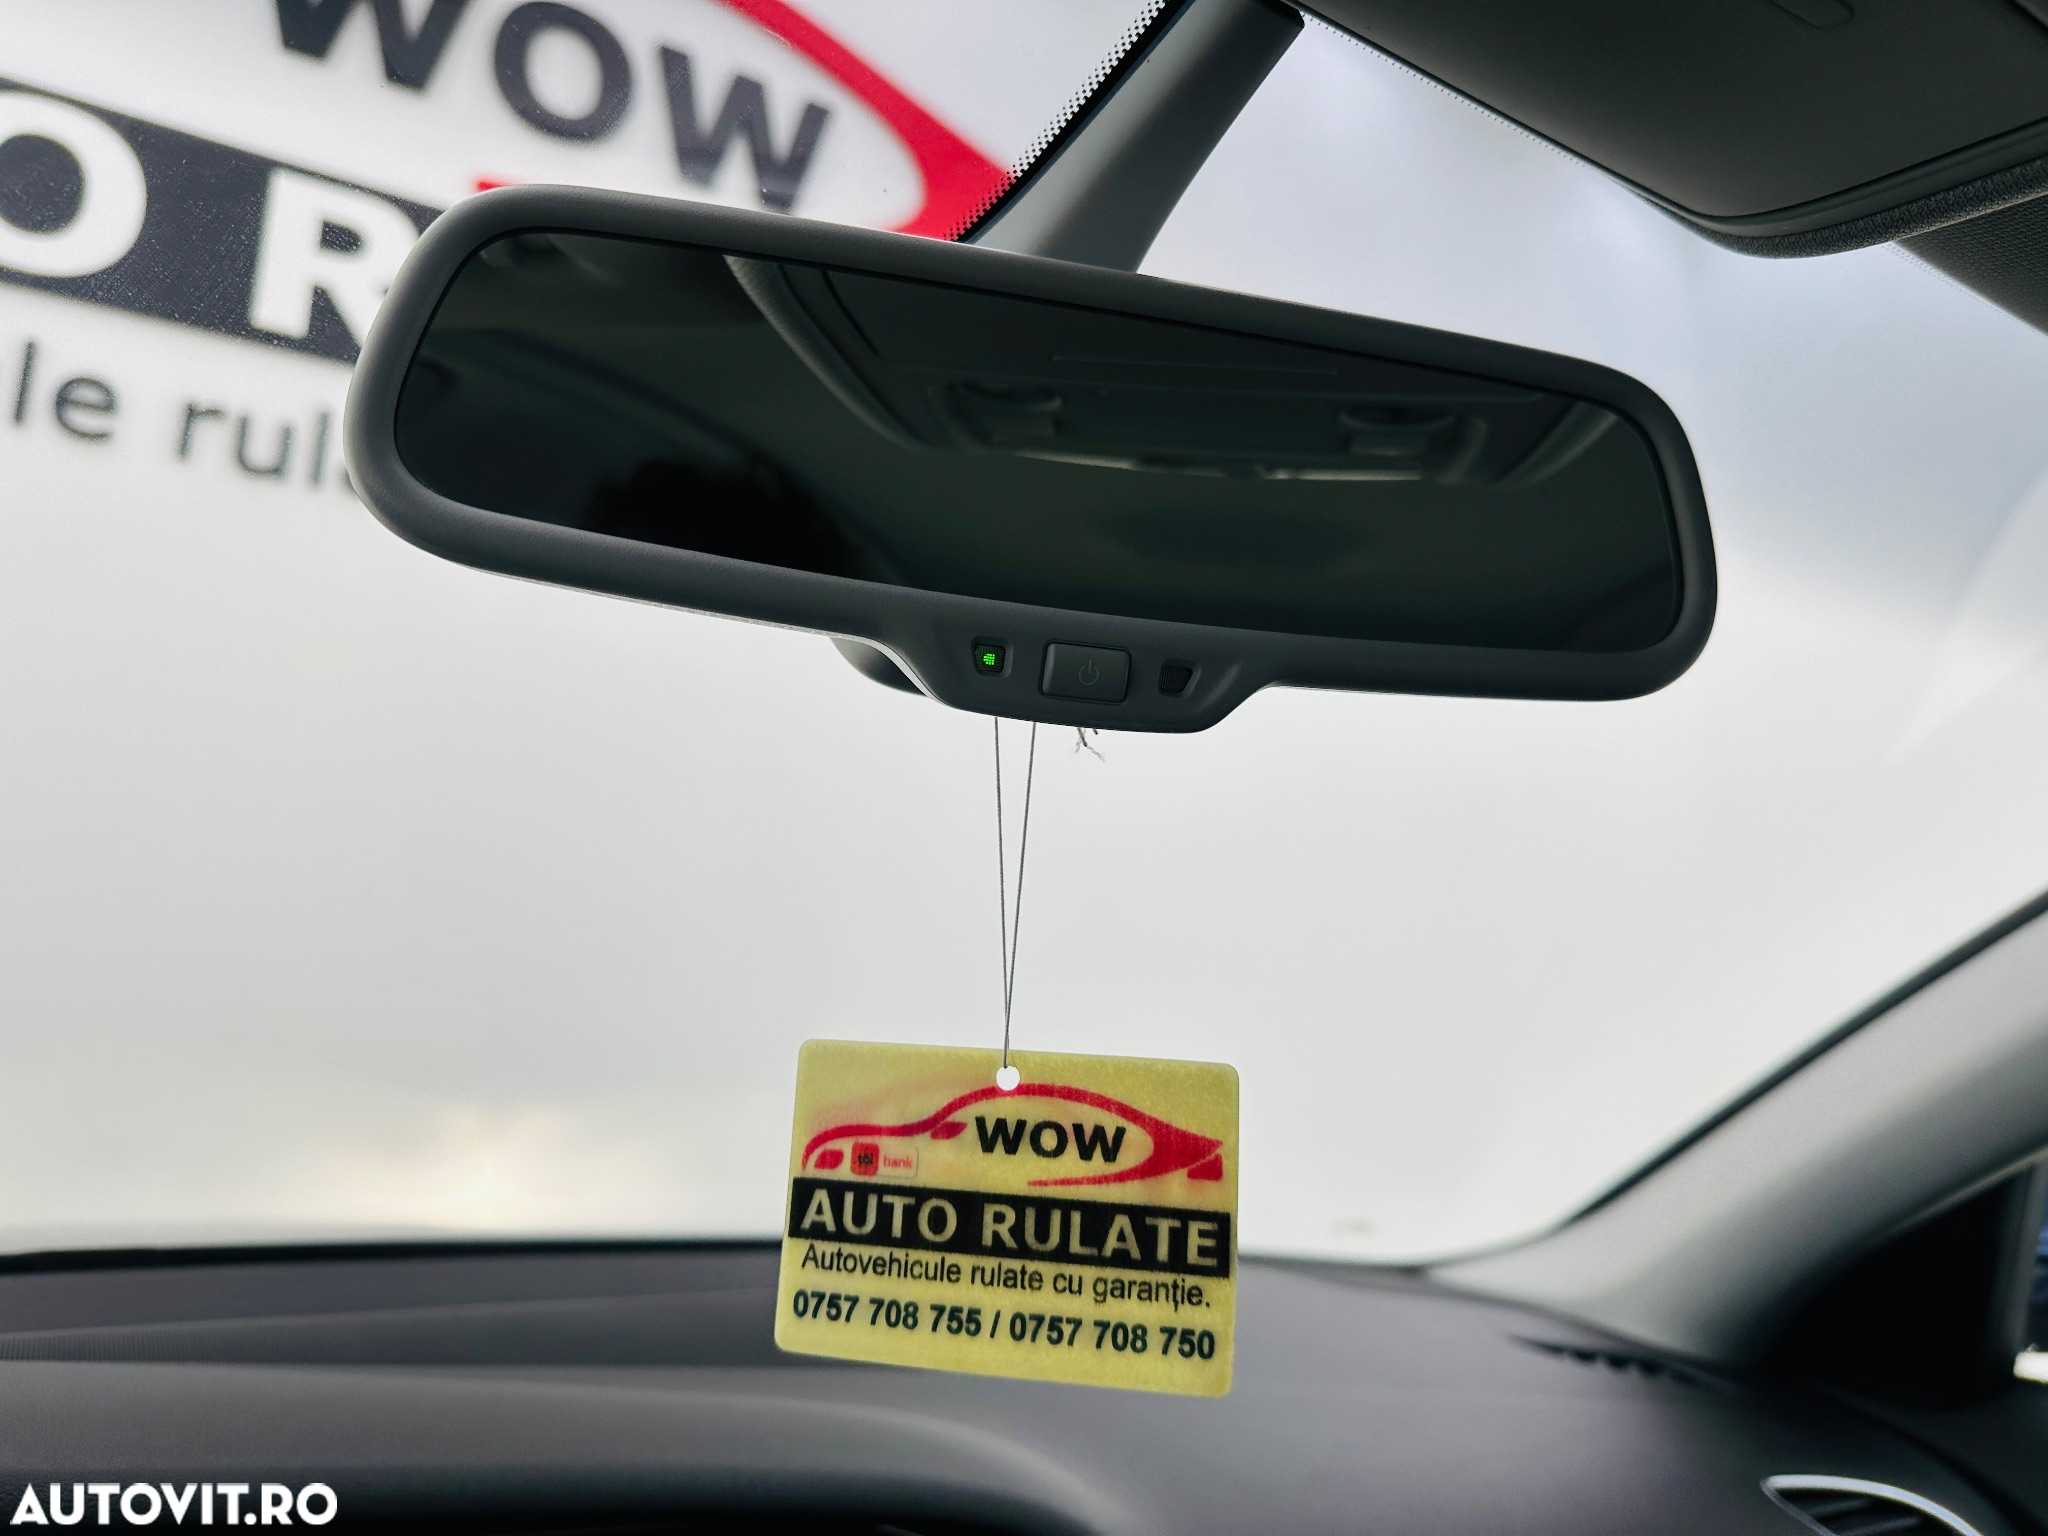 WOW
O R
le rul
WOW
tbi bank
AUTO RULATE
Autovehicule rulate cu garanție.
0757 708 755 / 0757 708 750
AUTOVIT.RO